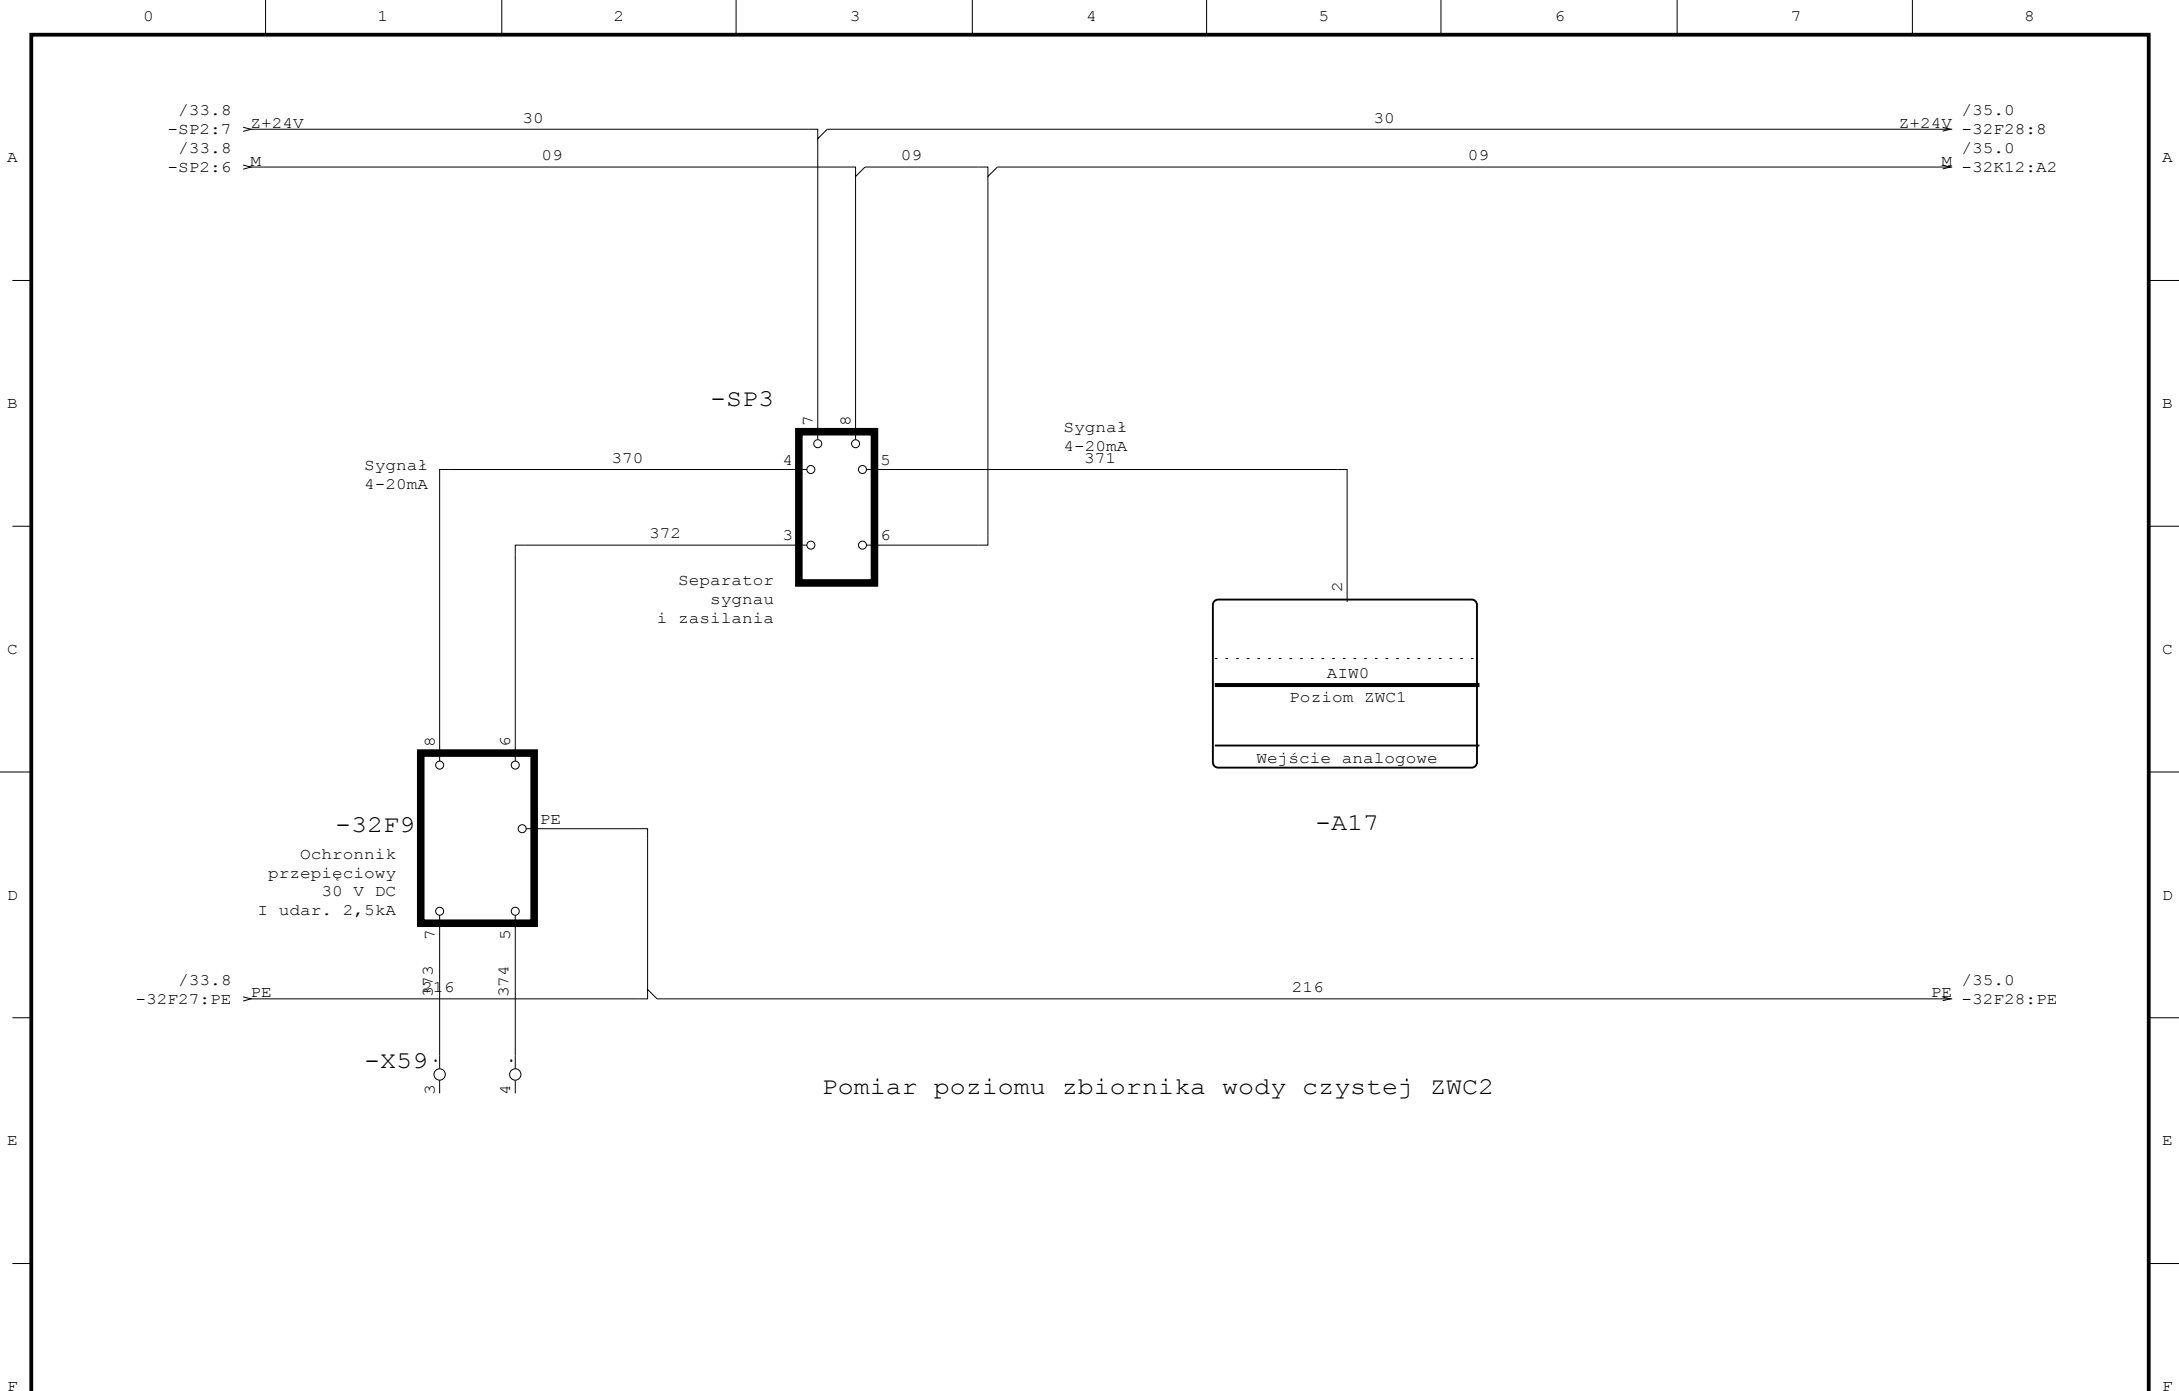 0 1 2 3 4 5 6 7 8
/33.8
-SP2:7 Z+24V 30 30 Z+24V
/35.0
-32F28:8
/33.8
-SP2:6 M 09 09 09 M
/35.0
-32K12:A2
A A
B B
-SP3
7 8
Sygnał
4-20mA
370
4 5
Sygnał
4-20mA
371
372
3 6
Separator
sygnau
i zasilania
2
C C
AIW0
Poziom ZWC1
Wejście analogowe
-A17
8 6
-32F9
PE
Ochronnik
przepięciowy
30 V DC
I udar. 2,5kA
D D
7 5
373 374
/33.8
-32F27:PE PE 216 216 PE
/35.0
-32F28:PE
-X59
3 4
Pomiar poziomu zbiornika wody czystej ZWC2
E E
F F